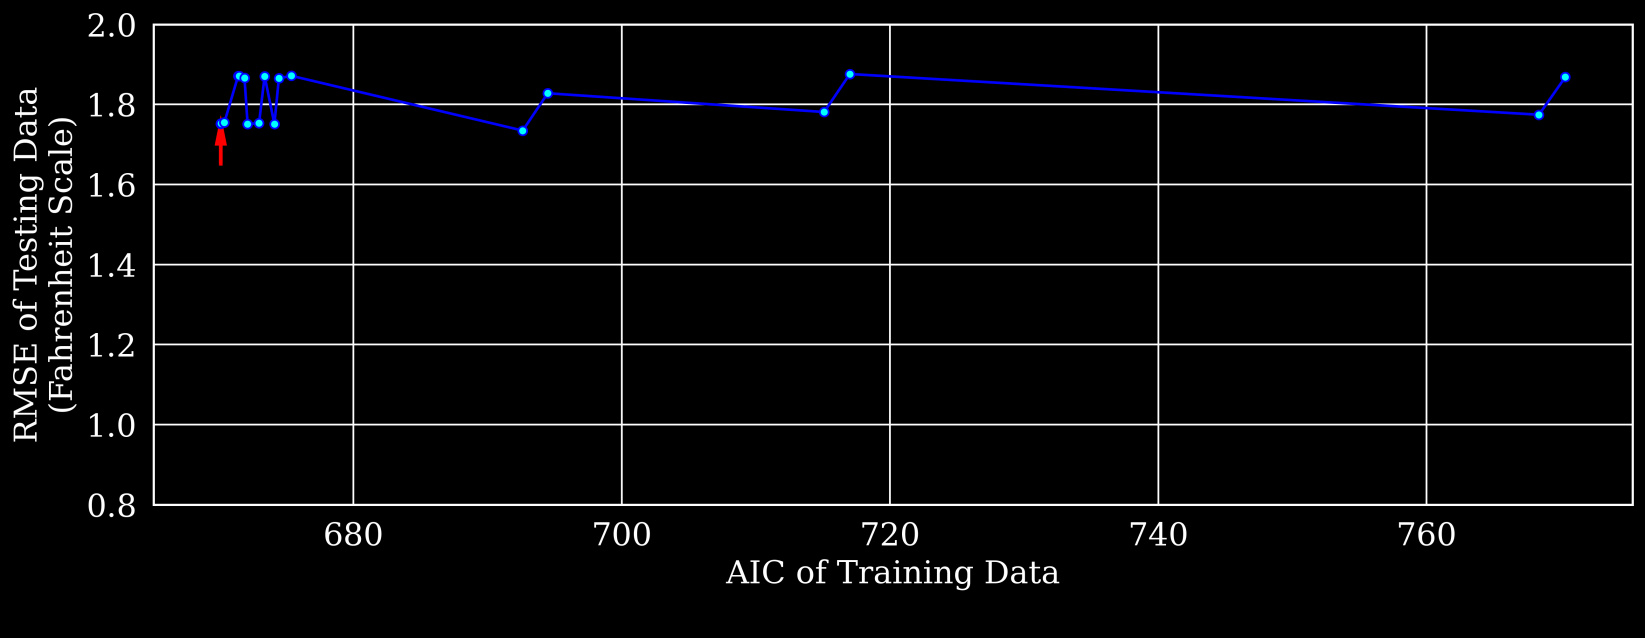 2.0
1.8
1.6
1.4
1.2
1.0
0.8
RMSE of Testing Data
(Fahrenheit Scale)
680 700 720 740 760
AIC of Training Data